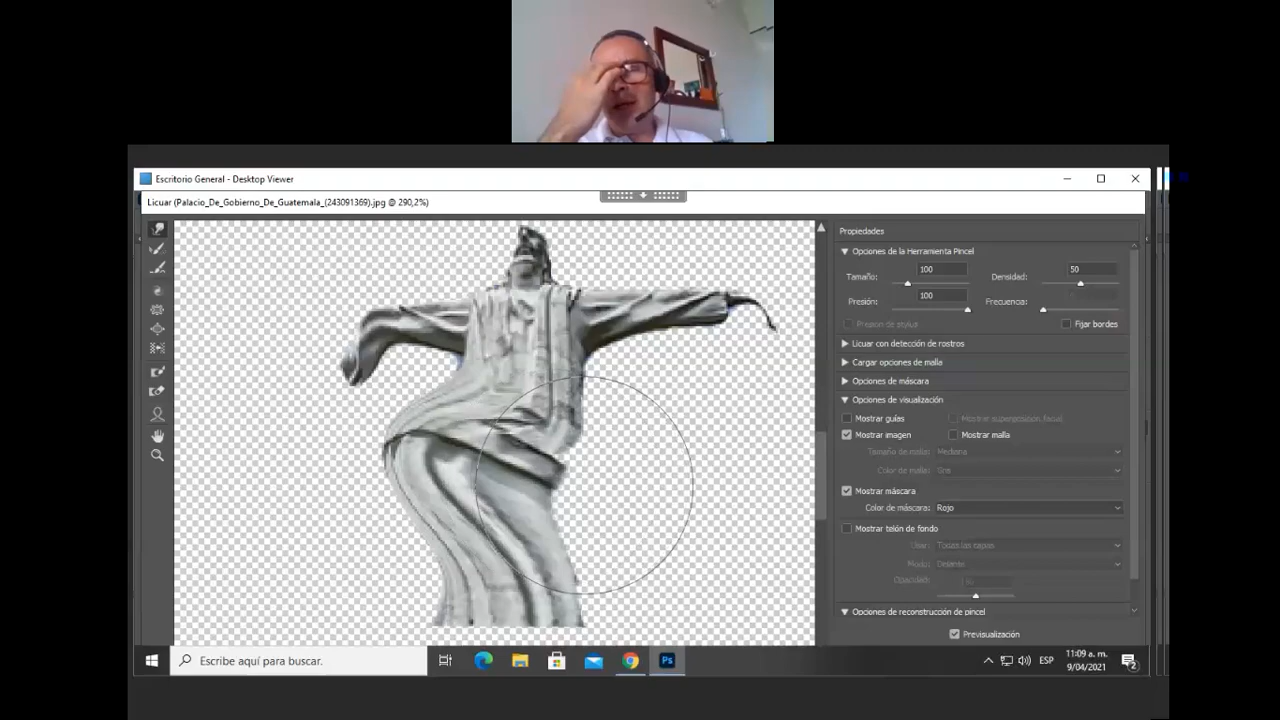 Escritorio General - Desktop Viewer
Licuar (Palacio_De_Gobierno_De_Guatemala_(243091369).jpg @ 290,2%)
Propiedades
Opciones de la Herramienta Pincel
Tamaño: 100 Densidad: 50
Presión: 100 Frecuencia:
Presión de stylus Fijar bordes
Licuar con detección de rostros
Cargar opciones de malla
Opciones de máscara
Opciones de visualización
Mostrar guías Mostrar superposición facial
Mostrar imagen Mostrar malla
Tamaño de malla: Mediana
Color de malla: Gris
Mostrar máscara
Color de máscara: Rojo
Mostrar telón de fondo
Usar: Todas las capas
Modo: Delante
Opacidad:
Opciones de reconstrucción de pincel
Previsualización
Escribe aquí para buscar.
Ps
ESP
11:09 a. m.
9/04/2021
2